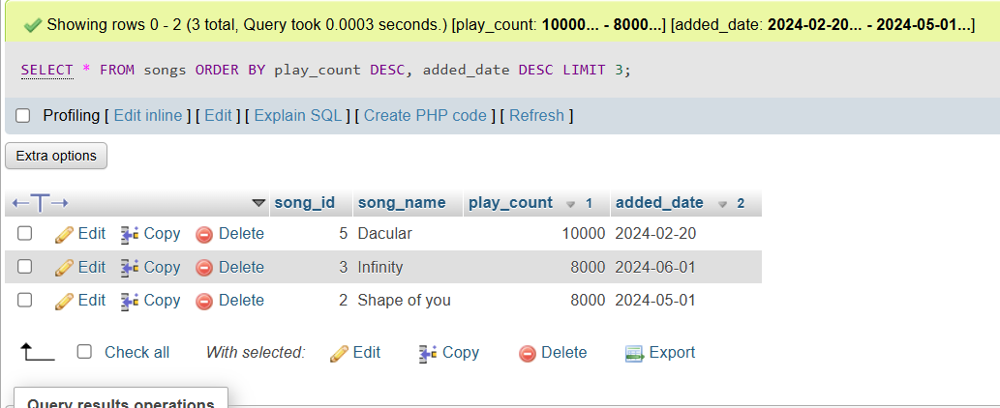 Showing rows 0 - 2 (3 total, Query took 0.0003 seconds.) [play_count: 10000... - 8000...] [added_date: 2024-02-20... - 2024-05-01...]
SELECT * FROM songs ORDER BY play_count DESC, added_date DESC LIMIT 3;
Profiling [ Edit inline ] [ Edit ] [ Explain SQL ] [ Create PHP code ] [ Refresh ]
Extra options
song_id song_name play_count 1 added_date 2
Edit Copy Delete 5 Dacular 10000 2024-02-20
Edit Copy Delete 3 Infinity 8000 2024-06-01
Edit Copy Delete 2 Shape of you 8000 2024-05-01
Check all With selected: Edit Copy Delete Export
Query results operations